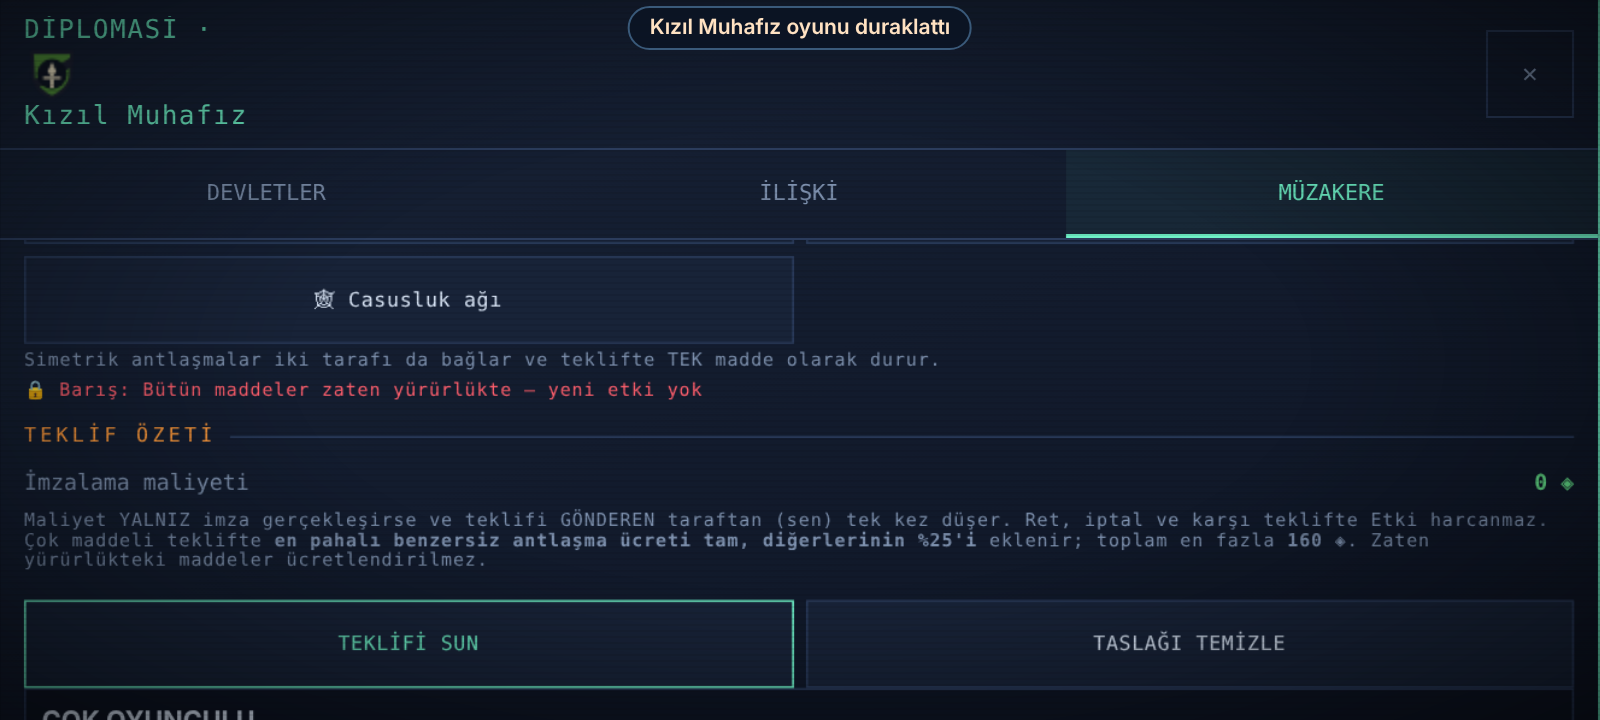 DİPLOMASİ ·
Kızıl Muhafız oyunu duraklattı
Kızıl Muhafız
×
DEVLETLER
İLİŞKİ
MÜZAKERE
🕸 Casusluk ağı
Simetrik antlaşmalar iki tarafı da bağlar ve teklifte TEK madde olarak durur.
🔒 Barış: Bütün maddeler zaten yürürlükte — yeni etki yok
TEKLİF ÖZETİ
İmzalama maliyeti
0 ◈
Maliyet YALNIZ imza gerçekleşirse ve teklifi GÖNDEREN taraftan (sen) tek kez düşer. Ret, iptal ve karşı teklifte Etki harcanmaz.
Çok maddeli teklifte en pahalı benzersiz antlaşma ücreti tam, diğerlerinin %25'i eklenir; toplam en fazla 160 ◈. Zaten
yürürlükteki maddeler ücretlendirilmez.
TEKLİFİ SUN
TASLAĞI TEMİZLE
ÇOK OYUNCULU